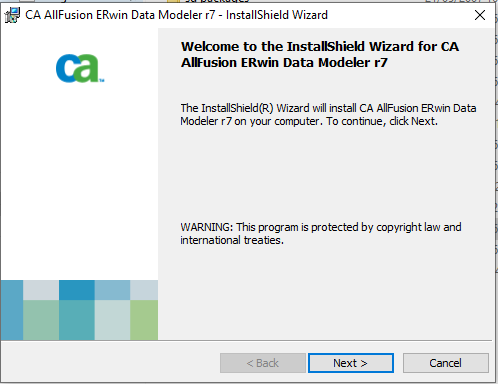 CA AllFusion ERwin Data Modeler r7 - InstallShield Wizard
ca™
Welcome to the InstallShield Wizard for CA
AllFusion ERwin Data Modeler r7
The InstallShield(R) Wizard will install CA AllFusion ERwin Data
Modeler r7 on your computer. To continue, click Next.
WARNING: This program is protected by copyright law and
international treaties.
< Back
Next >
Cancel